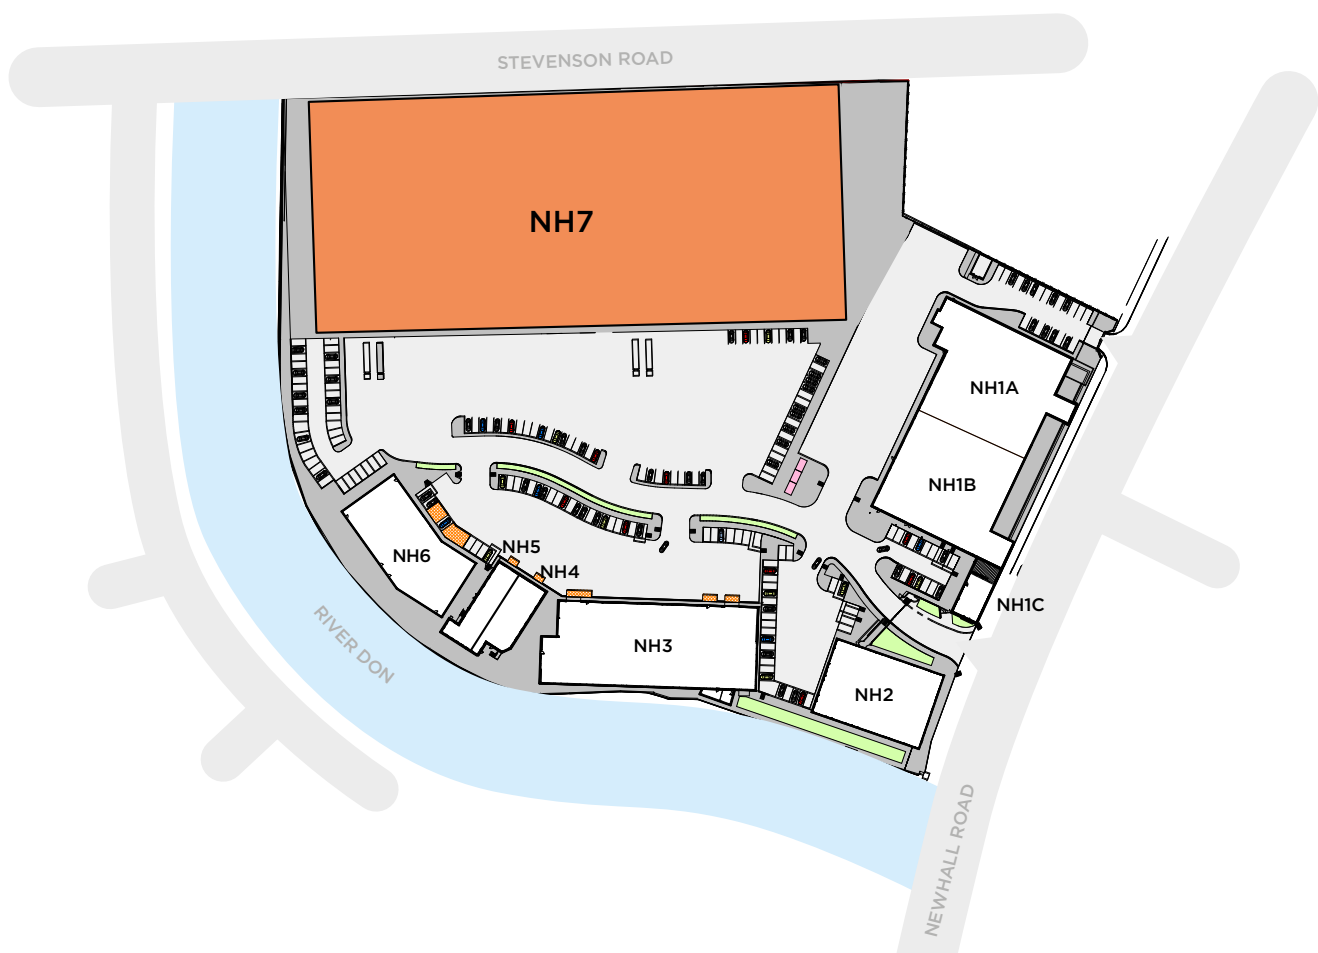 STEVENSON ROAD
NH7
NH1A
NH1B
NH5
NH6
NH4
NH1C
NH3
RIVER DON
NH2
NEWHALL ROAD